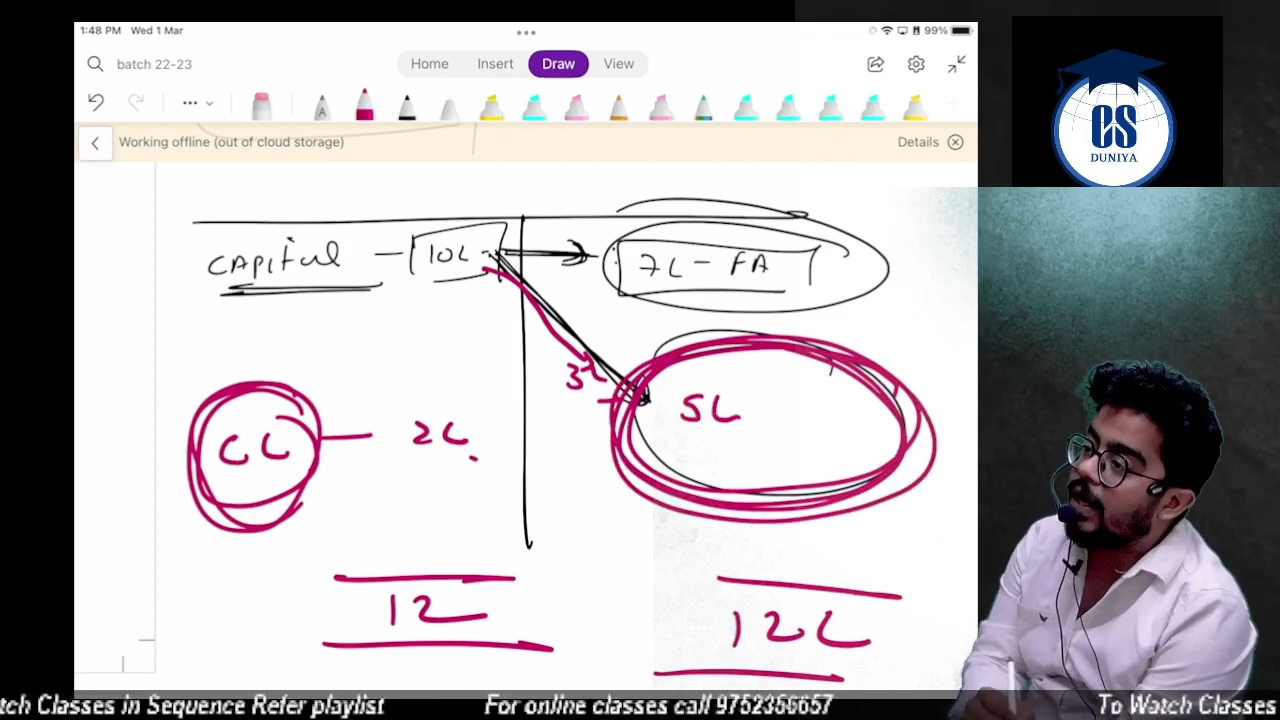 1:48 PM Wed 1 Mar
99%
batch 22-23
Home Insert Draw View
A
Working offline (out of cloud storage)
Details
CS
DUNIYA
CAPITAL - 10L
7L - FA
3L
5L
CL - 2L
12L
12L
tch Classes in Sequence Refer playlist For online classes call 9752356657 To Watch Classes